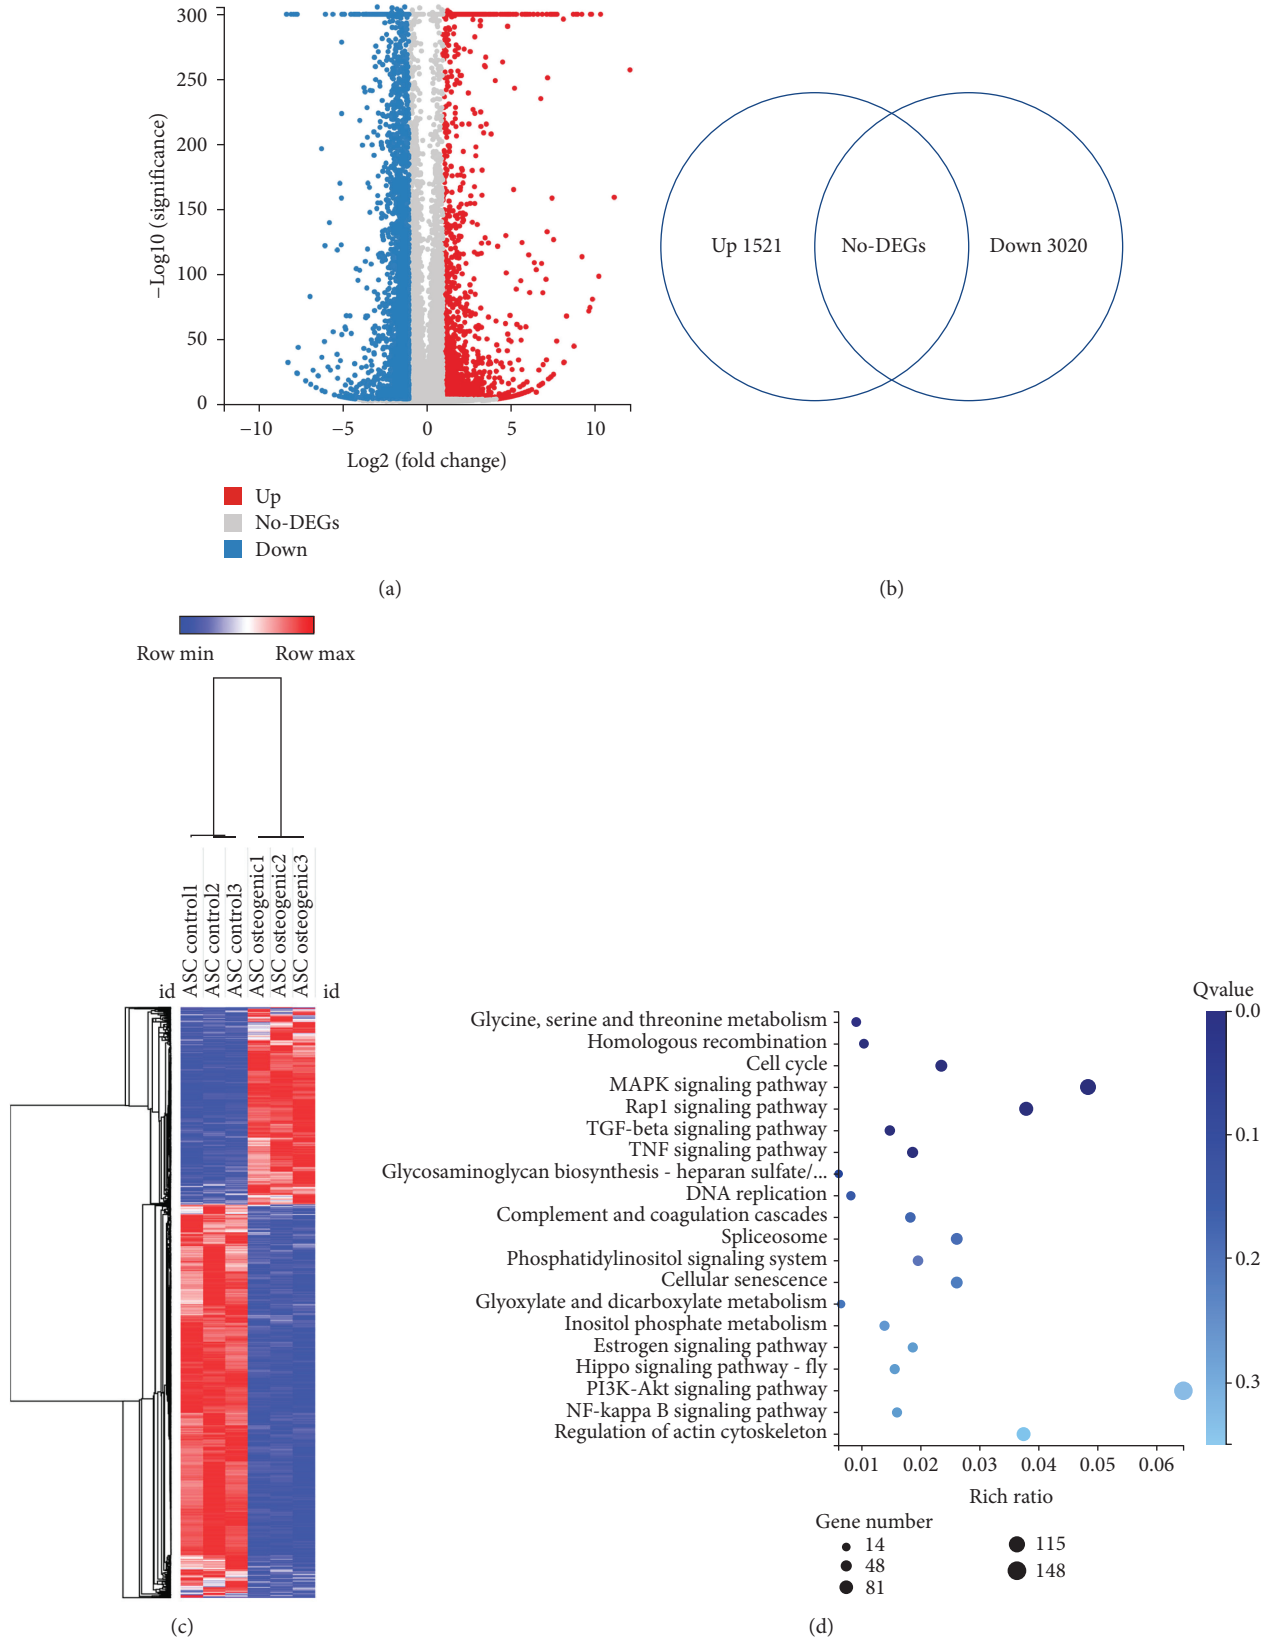 300
250
200
150
100
50
0
−Log10 (significance)
−10 −5 0 5 10
Log2 (fold change)
Up
No-DEGs
Down
(a)
Up 1521 No-DEGs Down 3020
(b)
Row min Row max
ASC control1
ASC control2
ASC control3
ASC osteogenic1
ASC osteogenic2
ASC osteogenic3
id id
(c)
Qvalue
0.0
0.1
0.2
0.3
Glycine, serine and threonine metabolism
Homologous recombination
Cell cycle
MAPK signaling pathway
Rap1 signaling pathway
TGF-beta signaling pathway
TNF signaling pathway
Glycosaminoglycan biosynthesis - heparan sulfate/...
DNA replication
Complement and coagulation cascades
Spliceosome
Phosphatidylinositol signaling system
Cellular senescence
Glyoxylate and dicarboxylate metabolism
Inositol phosphate metabolism
Estrogen signaling pathway
Hippo signaling pathway - fly
PI3K-Akt signaling pathway
NF-kappa B signaling pathway
Regulation of actin cytoskeleton
0.01 0.02 0.03 0.04 0.05 0.06
Rich ratio
Gene number
14
48
81
115
148
(d)